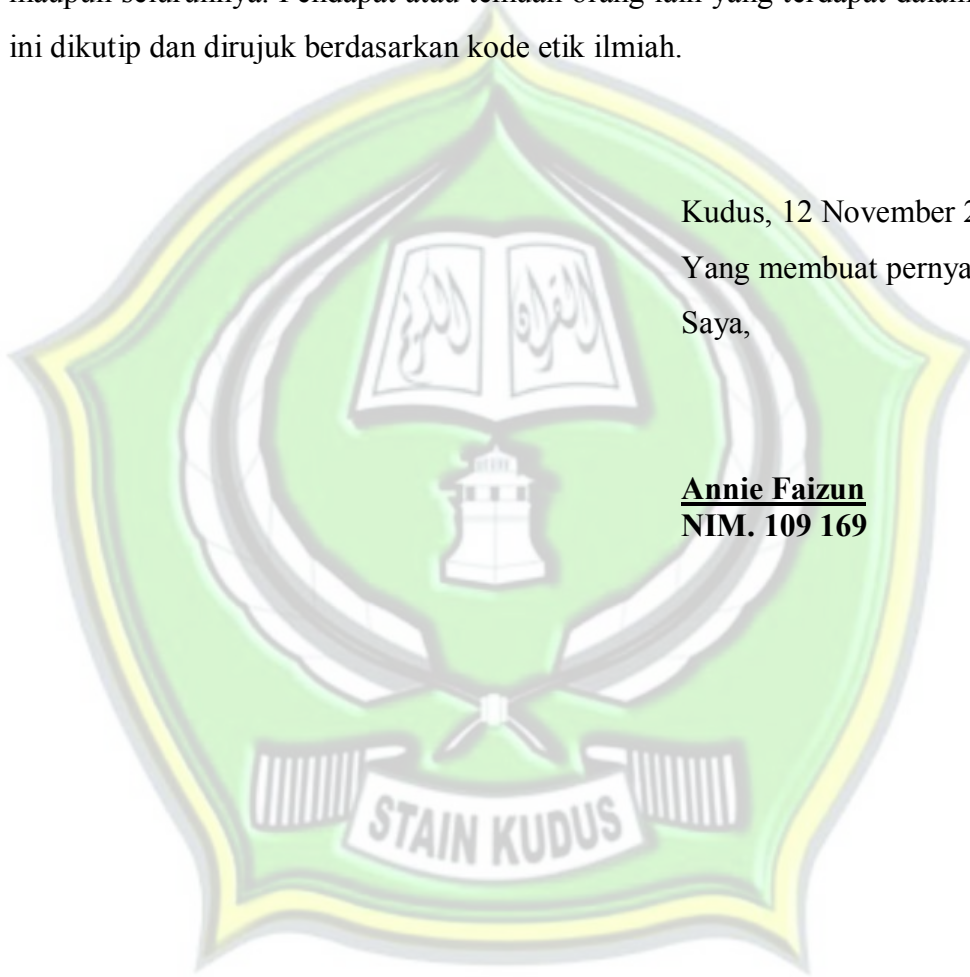 maupun seluruhnya. Pendapat atau temuan orang lain yang terdapat dalam
ini dikutip dan dirujuk berdasarkan kode etik ilmiah.
Kudus, 12 November 2
Yang membuat pernya
Saya,
Annie Faizun
NIM. 109 169
STAIN KUDUS